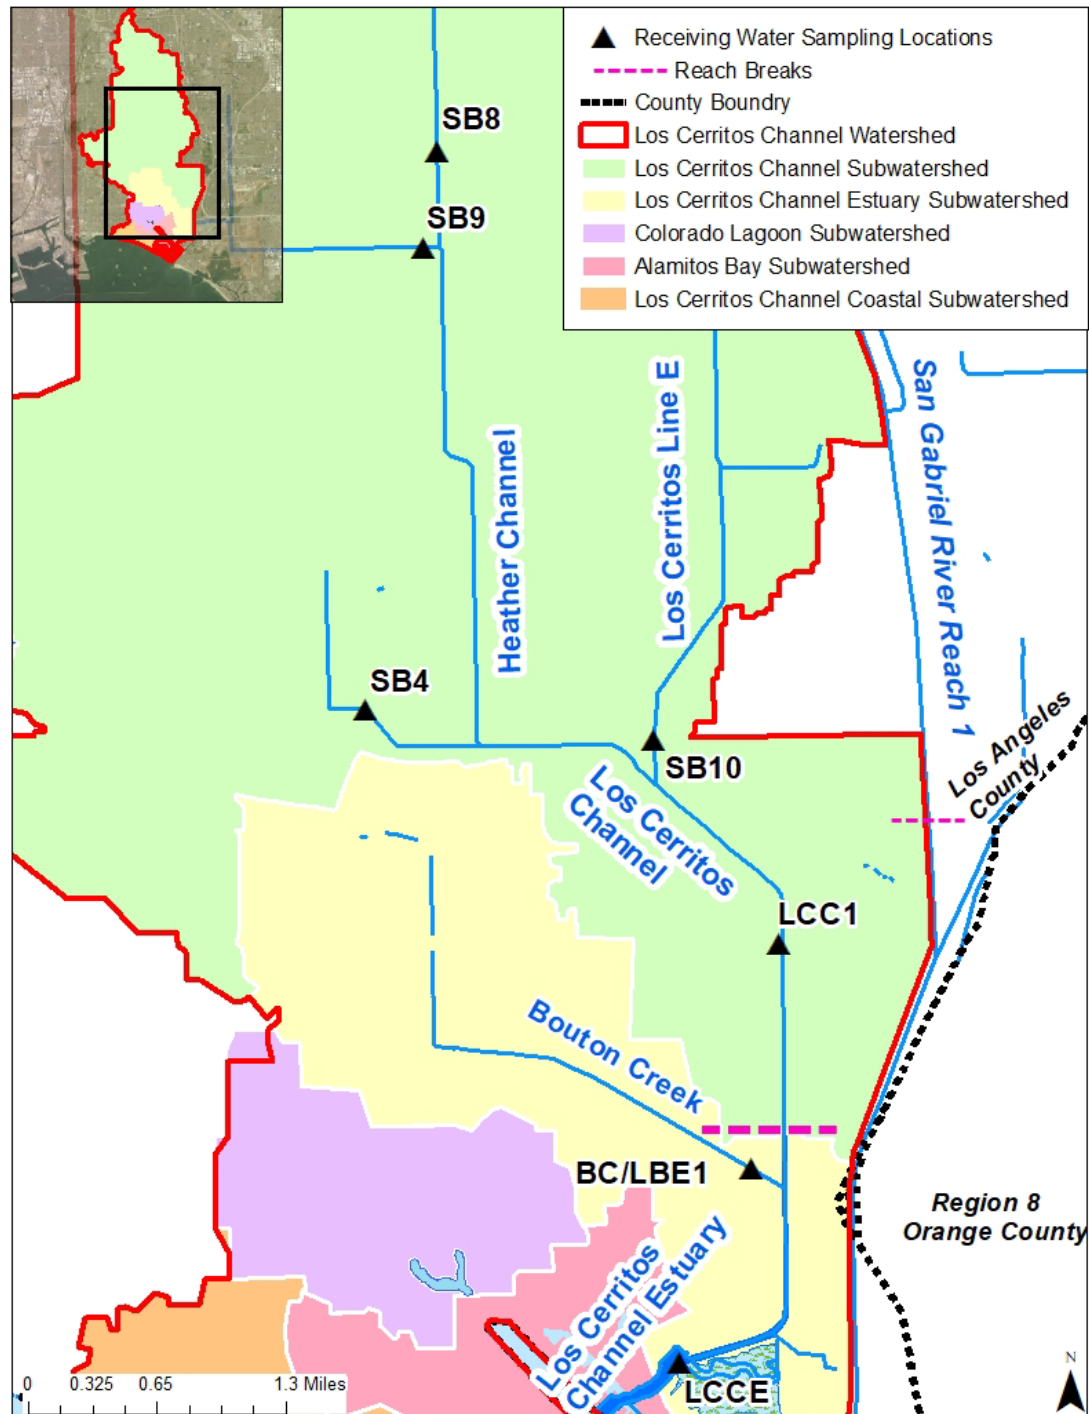 Receiving Water Sampling Locations
Reach Breaks
County Boundry
Los Cerritos Channel Watershed
Los Cerritos Channel Subwatershed
Los Cerritos Channel Estuary Subwatershed
Colorado Lagoon Subwatershed
Alamitos Bay Subwatershed
Los Cerritos Channel Coastal Subwatershed
SB8
SB9
Heather Channel
Los Cerritos Line E
San Gabriel River Reach 1
SB4
SB10
Los Angeles
County
Los Cerritos
Channel
LCC1
Bouton Creek
BC/LBE1
Region 8
Orange County
Los Cerritos
Channel Estuary
LCCE
0 0.325 0.65 1.3 Miles
N